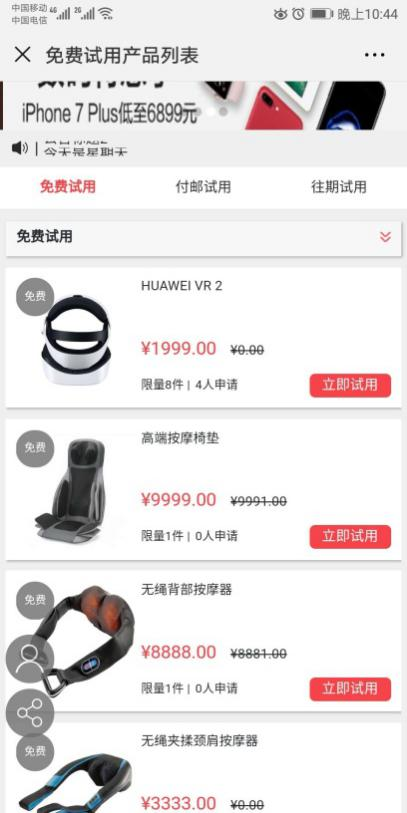 中国移动 4G 2G
中国电信
晚上10:44
免费试用产品列表
iPhone 7 Plus低至6899元
今天是星期天
免费试用
付邮试用
往期试用
免费试用
免费
HUAWEI VR 2
¥1999.00 ¥0.00
限量8件 | 4人申请
立即试用
免费
高端按摩椅垫
¥9999.00 ¥9991.00
限量1件 | 0人申请
立即试用
免费
无绳背部按摩器
¥8888.00 ¥8881.00
限量1件 | 0人申请
立即试用
免费
无绳夹揉颈肩按摩器
¥3333.00 ¥0.00